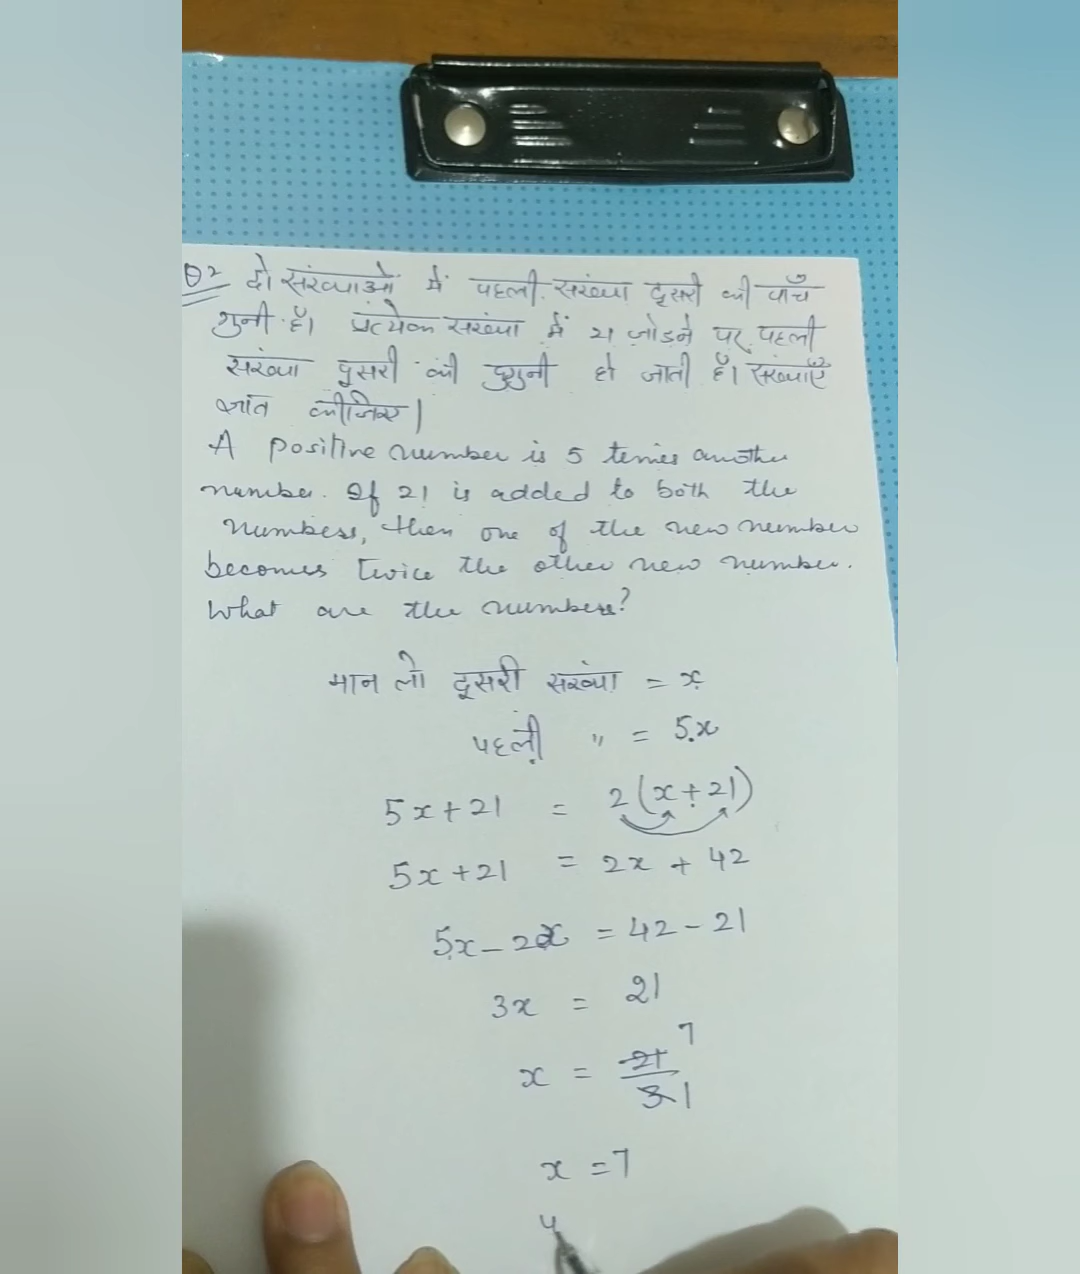 Q2 दो संख्याओं में पहली संख्या दूसरी की पाँच
गुनी है। प्रत्येक संख्या में 21 जोडने पर पहली
संख्या दूसरी की दुगुनी हो जाती है। संख्याएँ
ज्ञात कीजिए।
A positive number is 5 times another
number. If 21 is added to both the
numbers, then one of the new number
becomes twice the other new number.
What are the numbers?
मान लो दूसरी संख्या = x
पहली " = 5x
5x+21 = 2(x+21)
5x+21 = 2x + 42
5x - 2x = 42 - 21
3x = 21
7
x = 21/3 1
x = 7